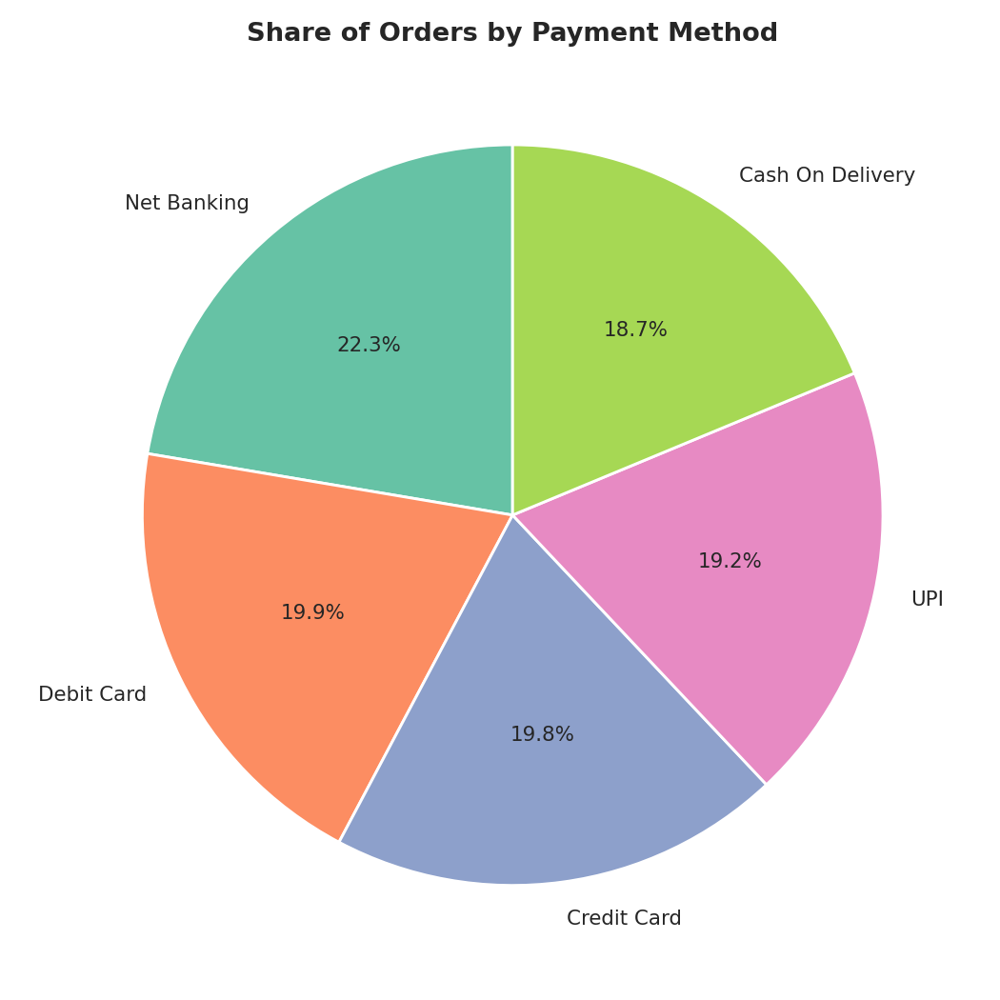 Share of Orders by Payment Method
Cash On Delivery
Net Banking
18.7%
22.3%
19.2%
UPI
19.9%
Debit Card
19.8%
Credit Card